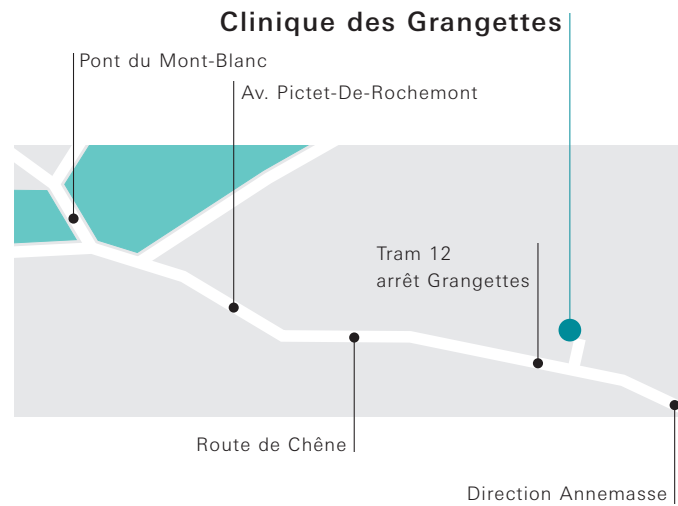 Clinique des Grangettes
Pont du Mont-Blanc
Av. Pictet-De-Rochemont
Tram 12
arrêt Grangettes
Route de Chêne
Direction Annemasse